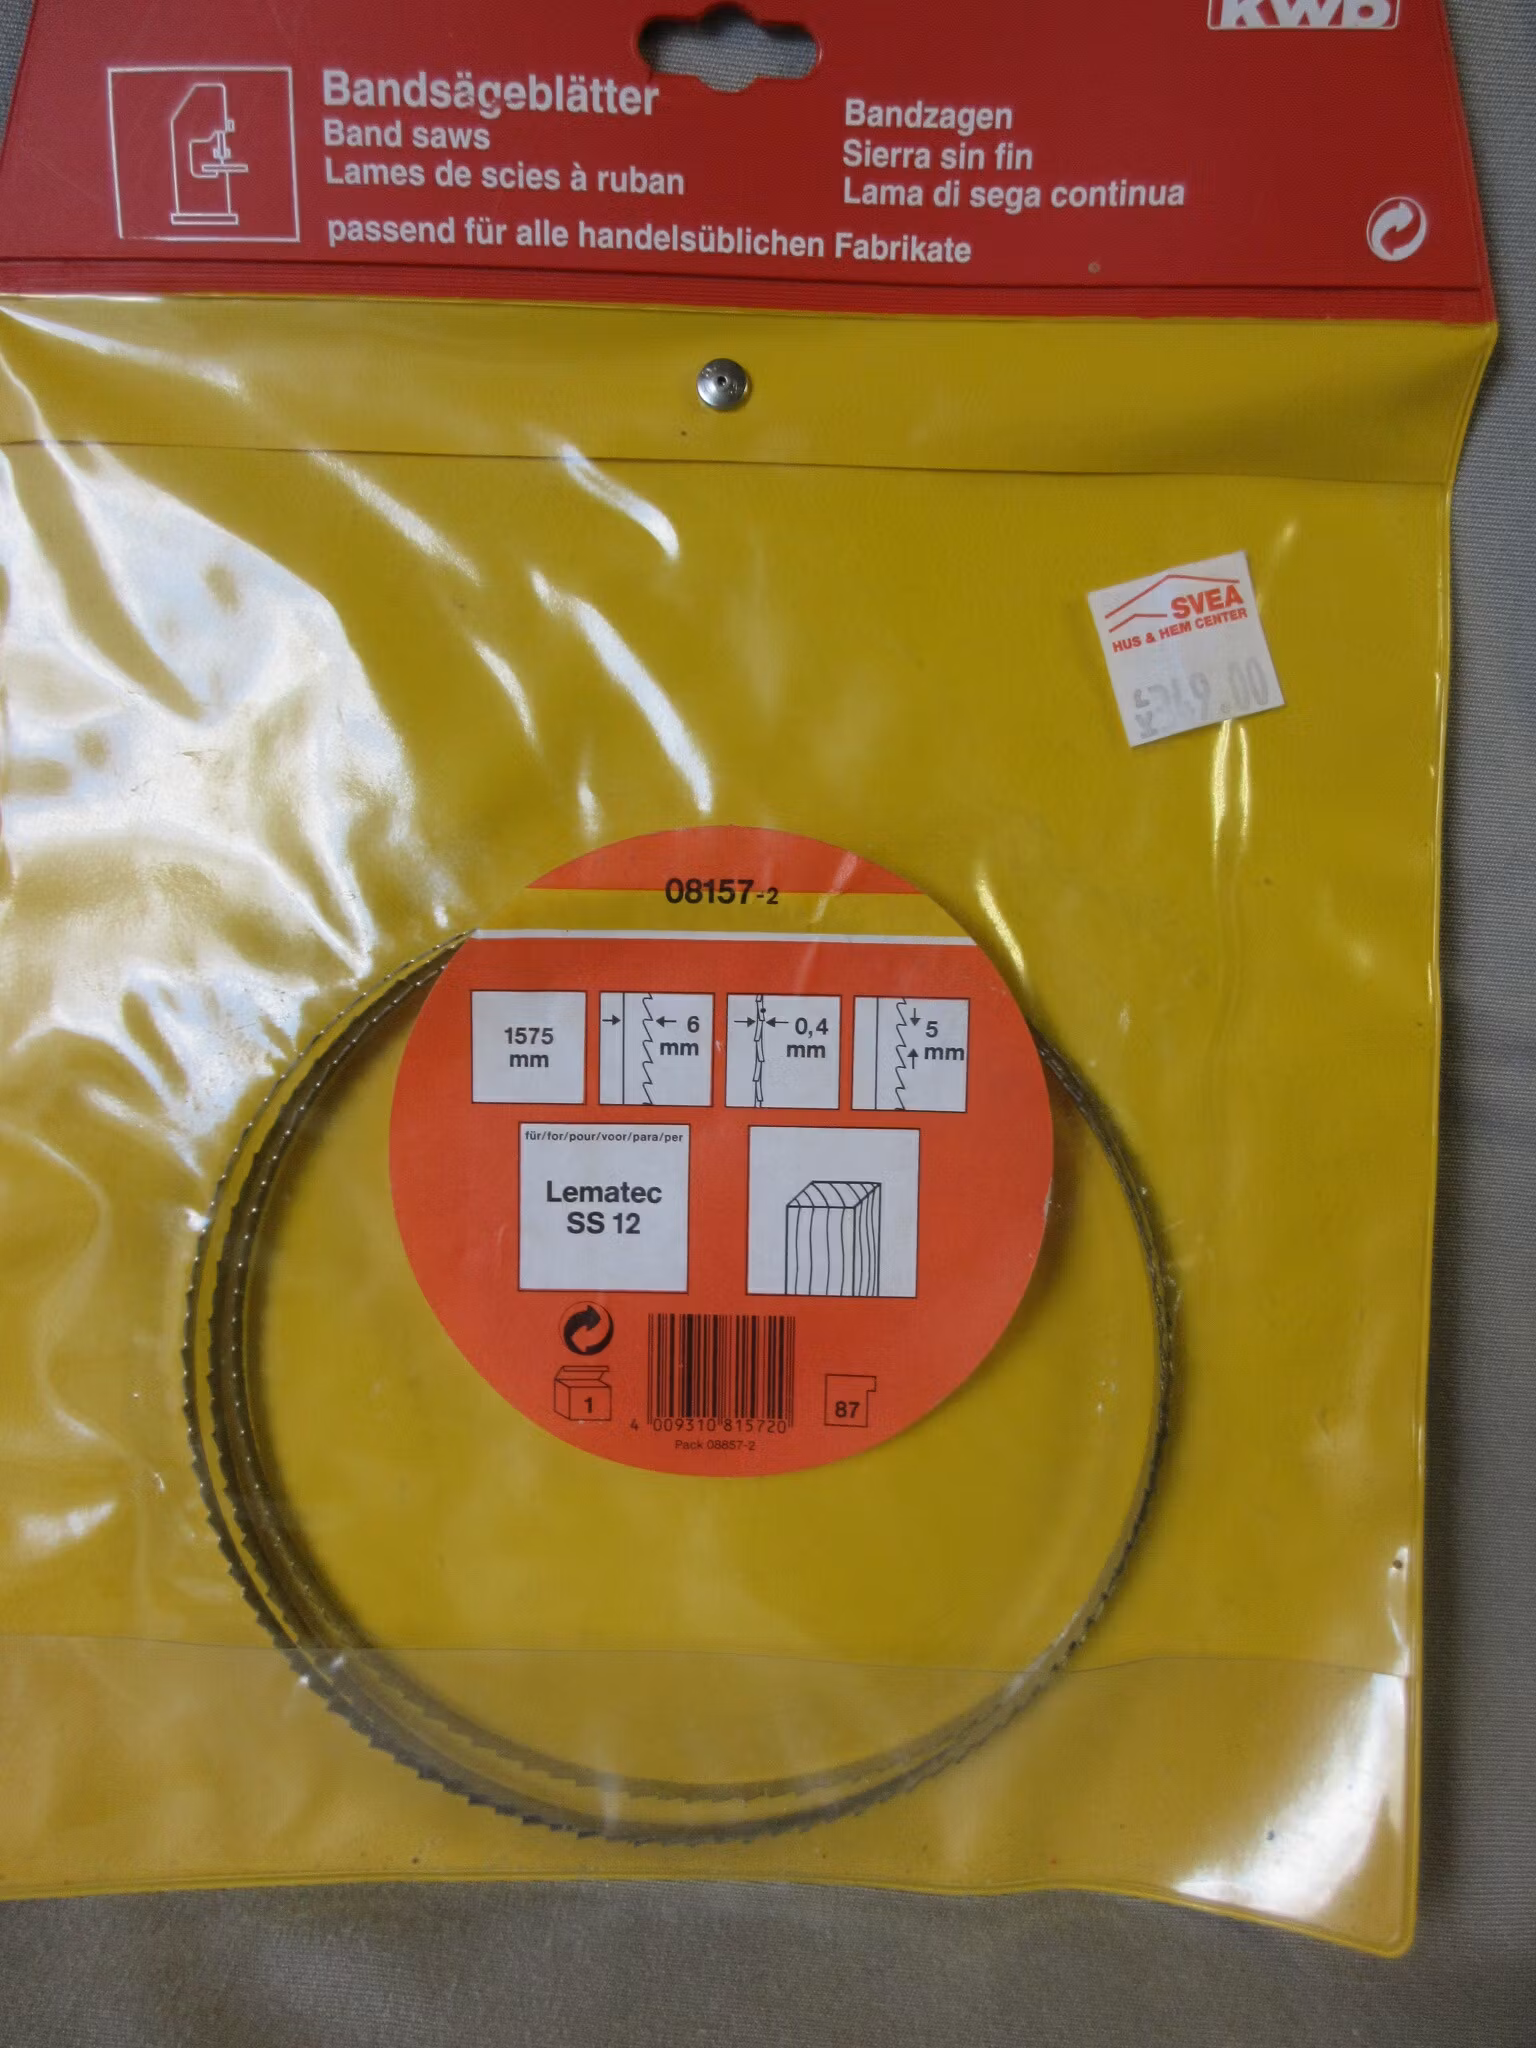 KWD
Bandsägeblätter
Band saws
Lames de scies à ruban
Bandzagen
Sierra sin fin
Lama di sega continua
passend für alle handelsüblichen Fabrikate
SVEA
HUS & HEM CENTER
08157-2
1575
mm
6
mm
0,4
mm
5
mm
für/for/pour/voor/para/per
Lematec
SS 12
1
87
4 009310 815720
Pack 08857-2